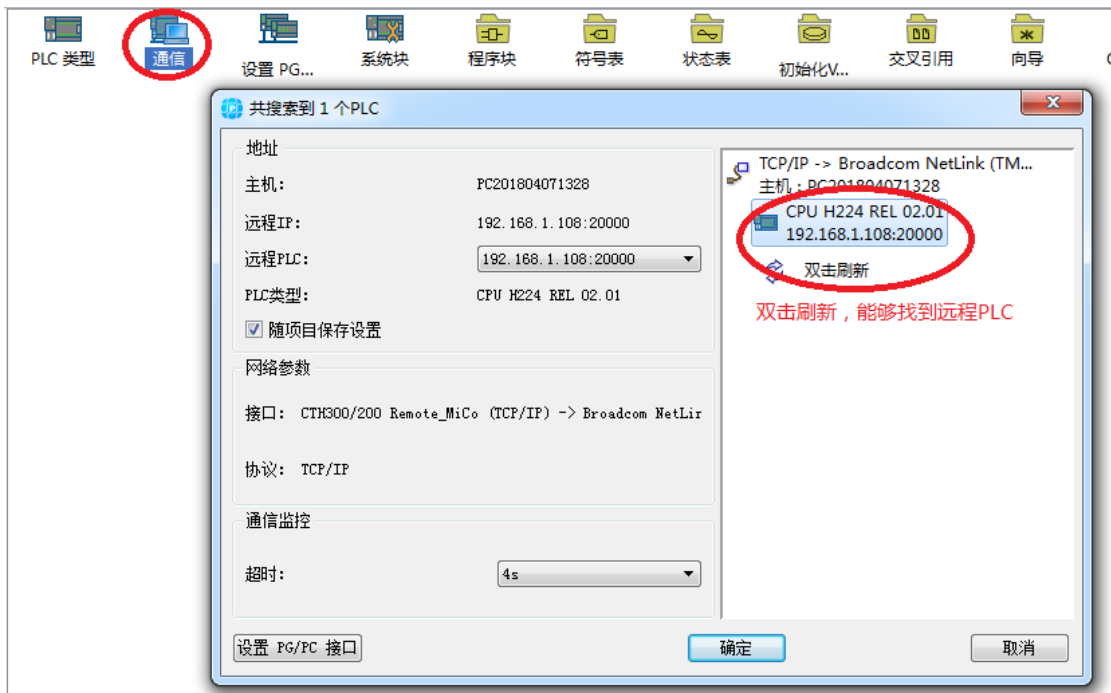 PLC 类型
通信
设置 PG...
系统块
程序块
符号表
状态表
初始化V...
交叉引用
向导
共搜索到 1 个PLC
地址
主机:
PC201804071328
远程IP:
192.168.1.108:20000
远程PLC:
192.168.1.108:20000
PLC类型:
CPU H224 REL 02.01
随项目保存设置
网络参数
接口: CTH300/200 Remote_MiCo (TCP/IP) -> Broadcom NetLir
协议: TCP/IP
通信监控
超时:
4s
设置 PG/PC 接口
TCP/IP -> Broadcom NetLink (TM...
主机：PC201804071328
CPU H224 REL 02.01
192.168.1.108:20000
双击刷新
双击刷新，能够找到远程PLC
确定
取消